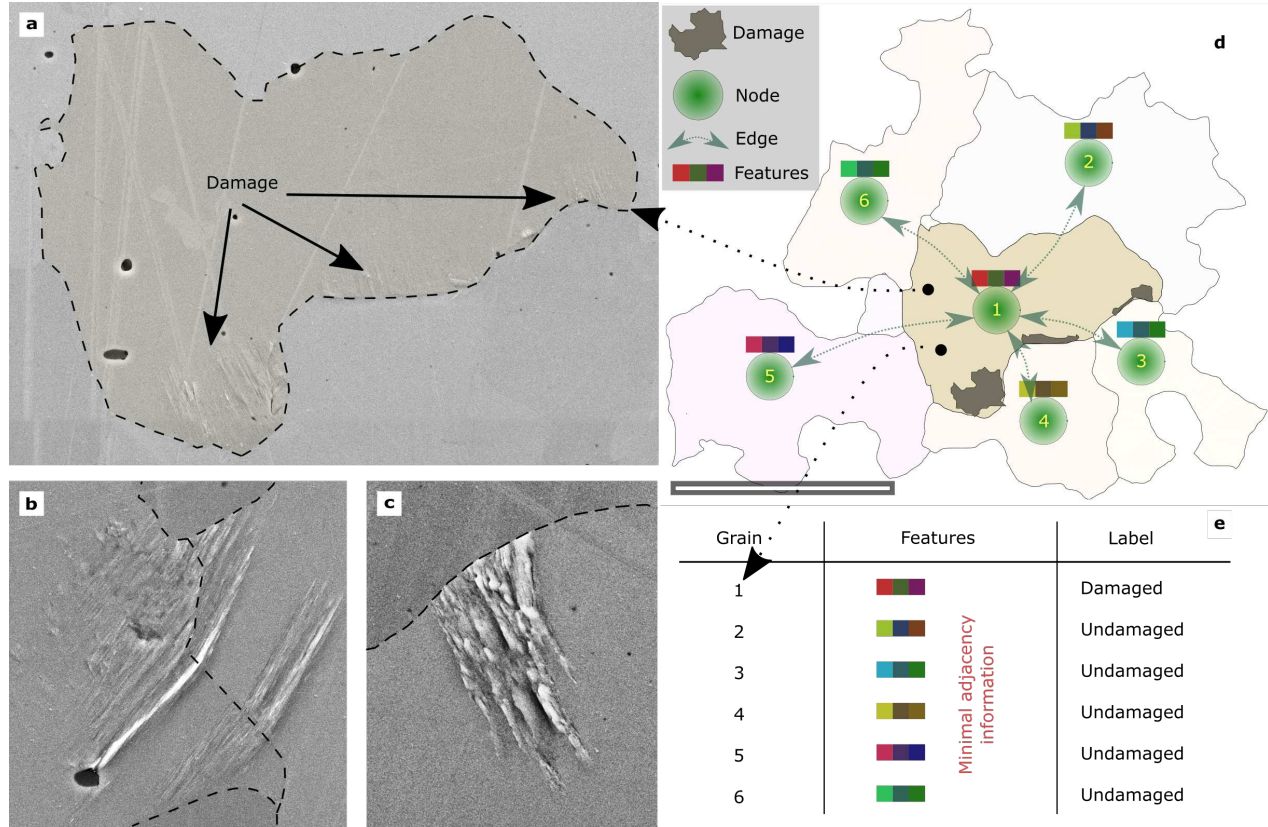 a
Damage
b
c
d
Damage
Node
Edge
Features
1
2
3
4
5
6
e
Grain
Features
Label
1
Damaged
2
Undamaged
3
Undamaged
4
Undamaged
5
Undamaged
6
Undamaged
Minimal adjacency
information